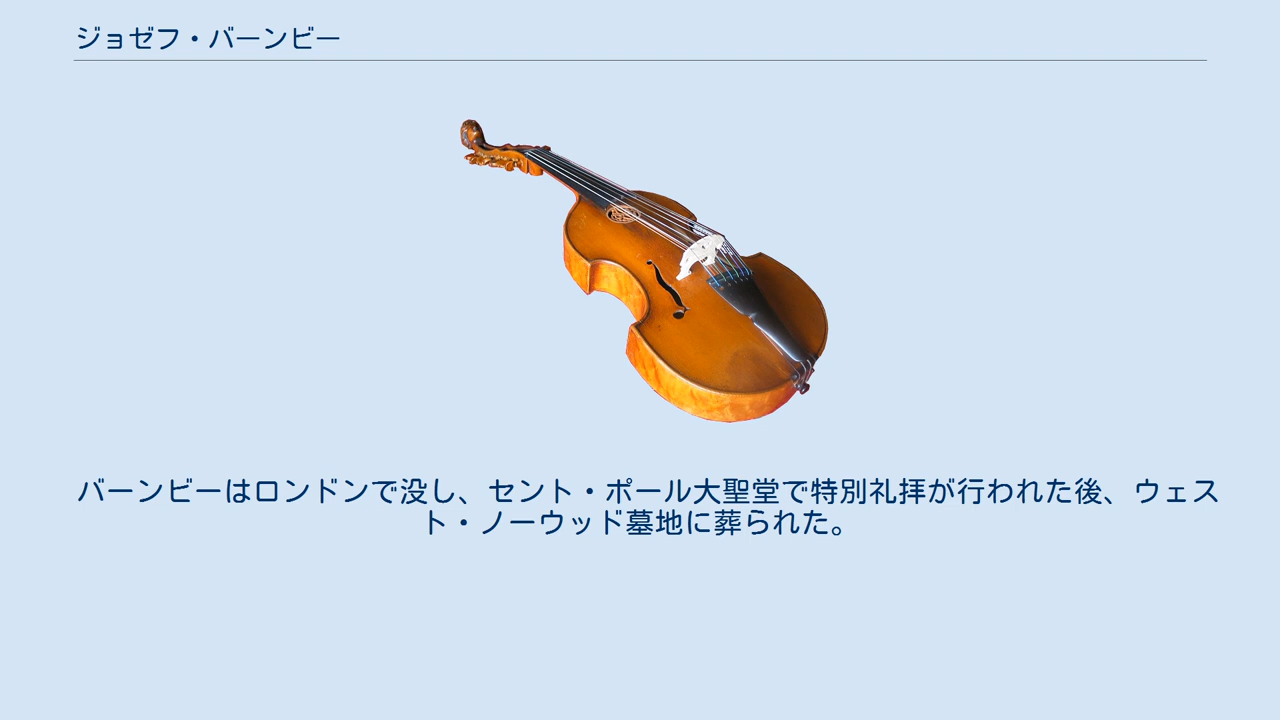 ジョゼフ・バーンビー
バーンビーはロンドンで没し、セント・ポール大聖堂で特別礼拝が行われた後、ウェス
ト・ノーウッド墓地に葬られた。